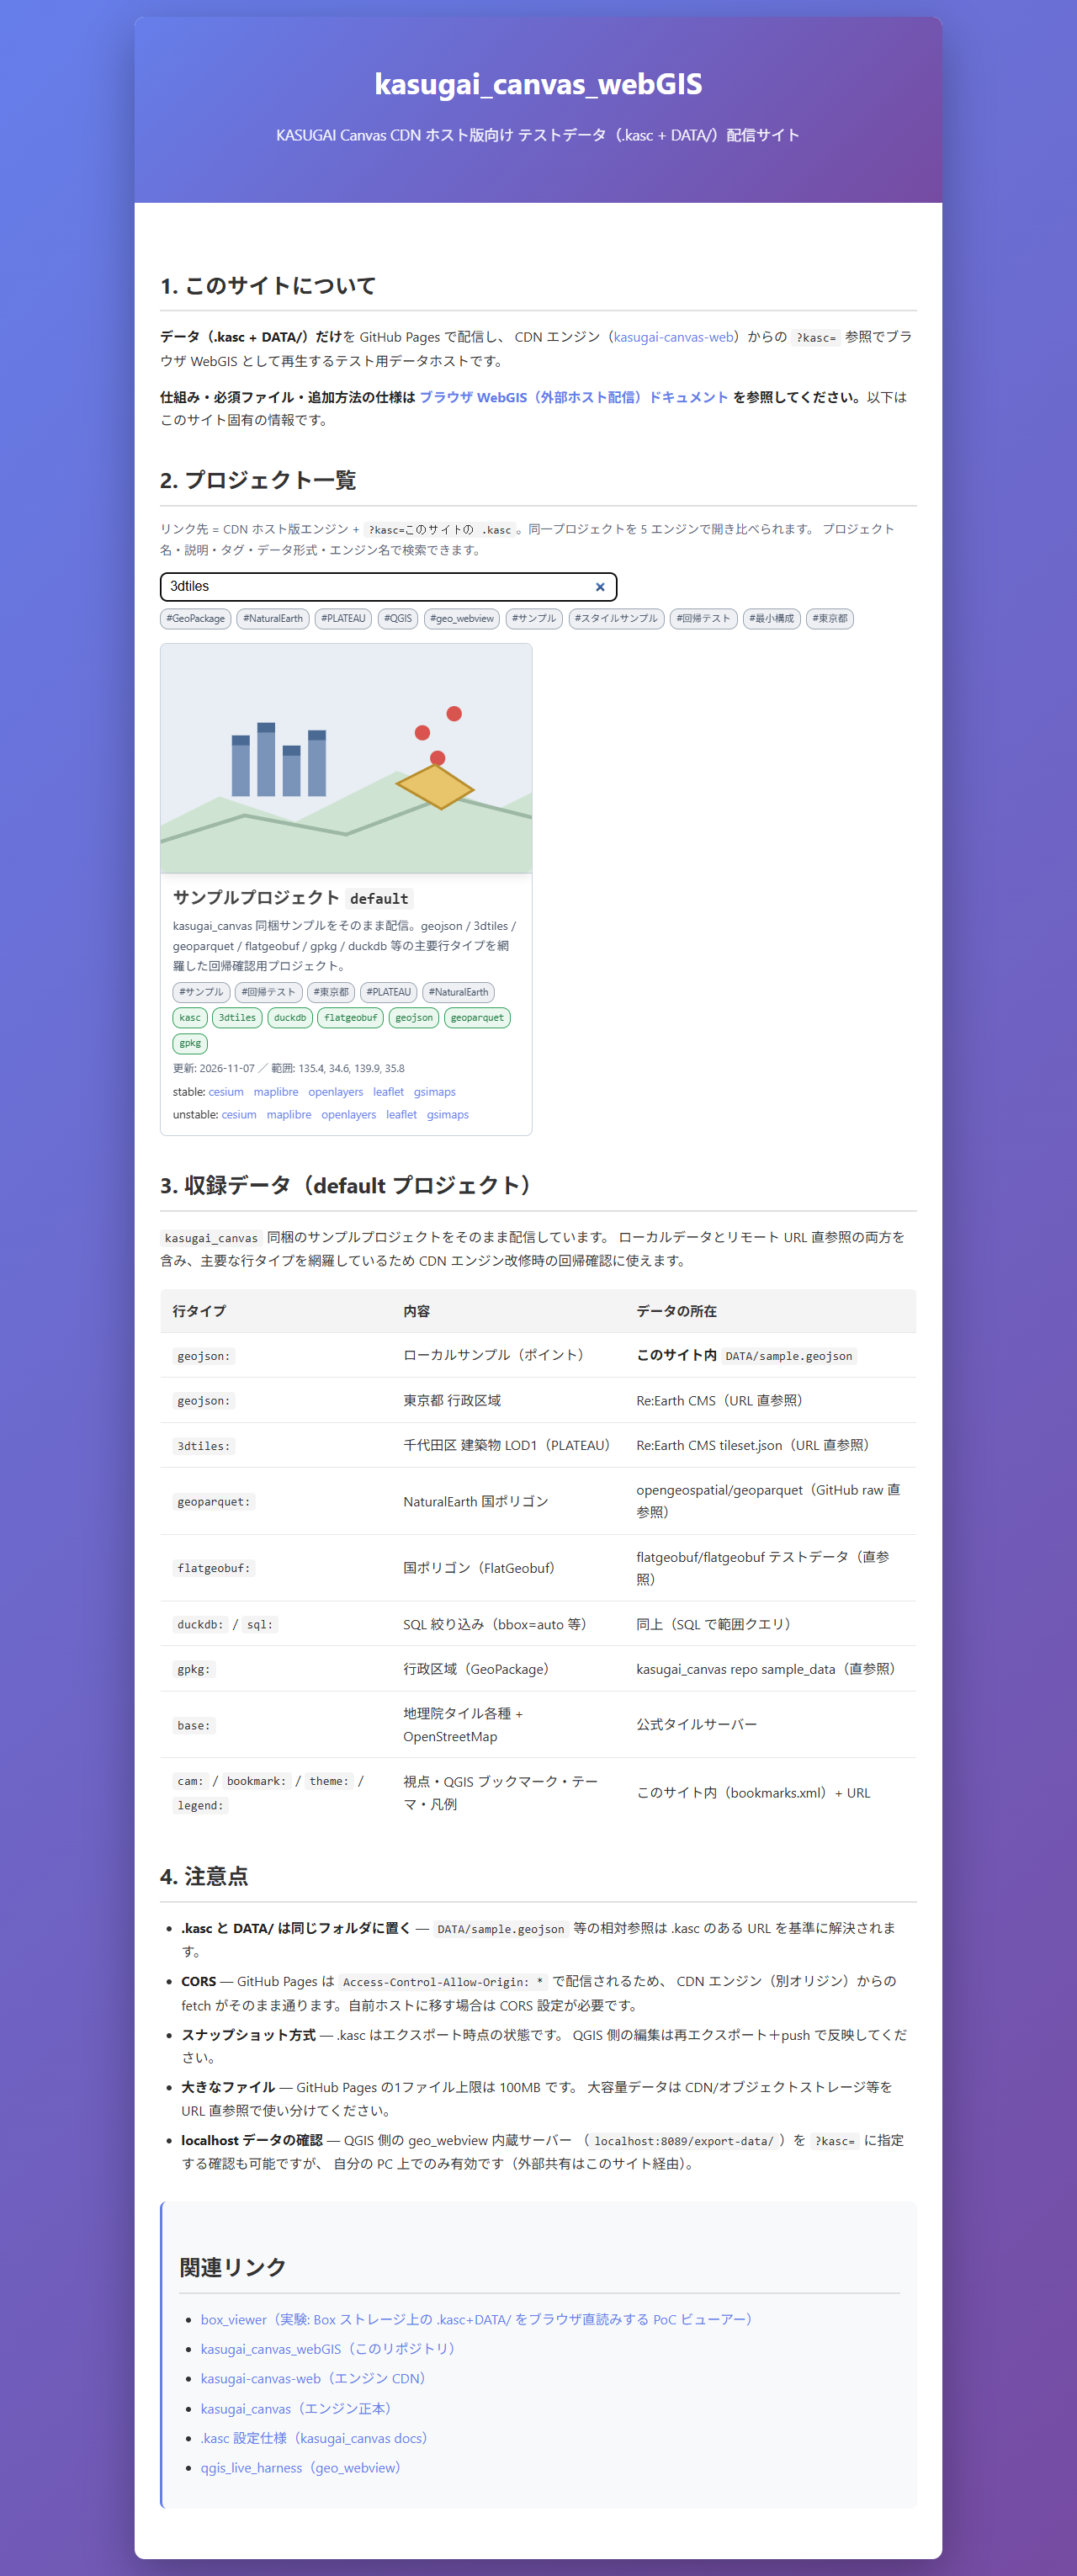 kasugai_canvas_webGIS
KASUGAI Canvas CDN ホスト版向け テストデータ（.kasc + DATA/）配信サイト
1. このサイトについて
データ（.kasc + DATA/）だけを GitHub Pages で配信し、 CDN エンジン（kasugai-canvas-web）からの ?kasc= 参照でブラ
ウザ WebGIS として再生するテスト用データホストです。
仕組み・必須ファイル・追加方法の仕様は ブラウザ WebGIS（外部ホスト配信）ドキュメント を参照してください。以下は
このサイト固有の情報です。
2. プロジェクト一覧
リンク先 = CDN ホスト版エンジン + ?kasc=このサイトの .kasc。同一プロジェクトを 5 エンジンで開き比べられます。 プロジェクト
名・説明・タグ・データ形式・エンジン名で検索できます。
3dtiles
#GeoPackage #NaturalEarth #PLATEAU #QGIS #geo_webview #サンプル #スタイルサンプル #回帰テスト #最小構成 #東京都
サンプルプロジェクト default
kasugai_canvas 同梱サンプルをそのまま配信。geojson / 3dtiles /
geoparquet / flatgeobuf / gpkg / duckdb 等の主要行タイプを網
羅した回帰確認用プロジェクト。
#サンプル #回帰テスト #東京都 #PLATEAU #NaturalEarth
kasc 3dtiles duckdb flatgeobuf geojson geoparquet
gpkg
更新: 2026-11-07 ／ 範囲: 135.4, 34.6, 139.9, 35.8
stable: cesium maplibre openlayers leaflet gsimaps
unstable: cesium maplibre openlayers leaflet gsimaps
3. 収録データ（default プロジェクト）
kasugai_canvas 同梱のサンプルプロジェクトをそのまま配信しています。 ローカルデータとリモート URL 直参照の両方を
含み、主要な行タイプを網羅しているため CDN エンジン改修時の回帰確認に使えます。
行タイプ 内容 データの所在
geojson: ローカルサンプル（ポイント） このサイト内 DATA/sample.geojson
geojson: 東京都 行政区域 Re:Earth CMS（URL 直参照）
3dtiles: 千代田区 建築物 LOD1（PLATEAU） Re:Earth CMS tileset.json（URL 直参照）
geoparquet: NaturalEarth 国ポリゴン opengeospatial/geoparquet（GitHub raw 直
参照）
flatgeobuf: 国ポリゴン（FlatGeobuf） flatgeobuf/flatgeobuf テストデータ（直参
照）
duckdb: / sql: SQL 絞り込み（bbox=auto 等） 同上（SQL で範囲クエリ）
gpkg: 行政区域（GeoPackage） kasugai_canvas repo sample_data（直参照）
base: 地理院タイル各種 +
OpenStreetMap 公式タイルサーバー
cam: / bookmark: / theme: /
legend: 視点・QGIS ブックマーク・テー
マ・凡例 このサイト内（bookmarks.xml）+ URL
4. 注意点
• .kasc と DATA/ は同じフォルダに置く — DATA/sample.geojson 等の相対参照は .kasc のある URL を基準に解決されま
す。
• CORS — GitHub Pages は Access-Control-Allow-Origin: * で配信されるため、 CDN エンジン（別オリジン）からの
fetch がそのまま通ります。自前ホストに移す場合は CORS 設定が必要です。
• スナップショット方式 — .kasc はエクスポート時点の状態です。 QGIS 側の編集は再エクスポート＋push で反映してくだ
さい。
• 大きなファイル — GitHub Pages の1ファイル上限は 100MB です。 大容量データは CDN/オブジェクトストレージ等を
URL 直参照で使い分けてください。
• localhost データの確認 — QGIS 側の geo_webview 内蔵サーバー （localhost:8089/export-data/）を ?kasc= に指定
する確認も可能ですが、 自分の PC 上でのみ有効です（外部共有はこのサイト経由）。
関連リンク
• box_viewer（実験: Box ストレージ上の .kasc+DATA/ をブラウザ直読みする PoC ビューアー）
• kasugai_canvas_webGIS（このリポジトリ）
• kasugai-canvas-web（エンジン CDN）
• kasugai_canvas（エンジン正本）
• .kasc 設定仕様（kasugai_canvas docs）
• qgis_live_harness（geo_webview）